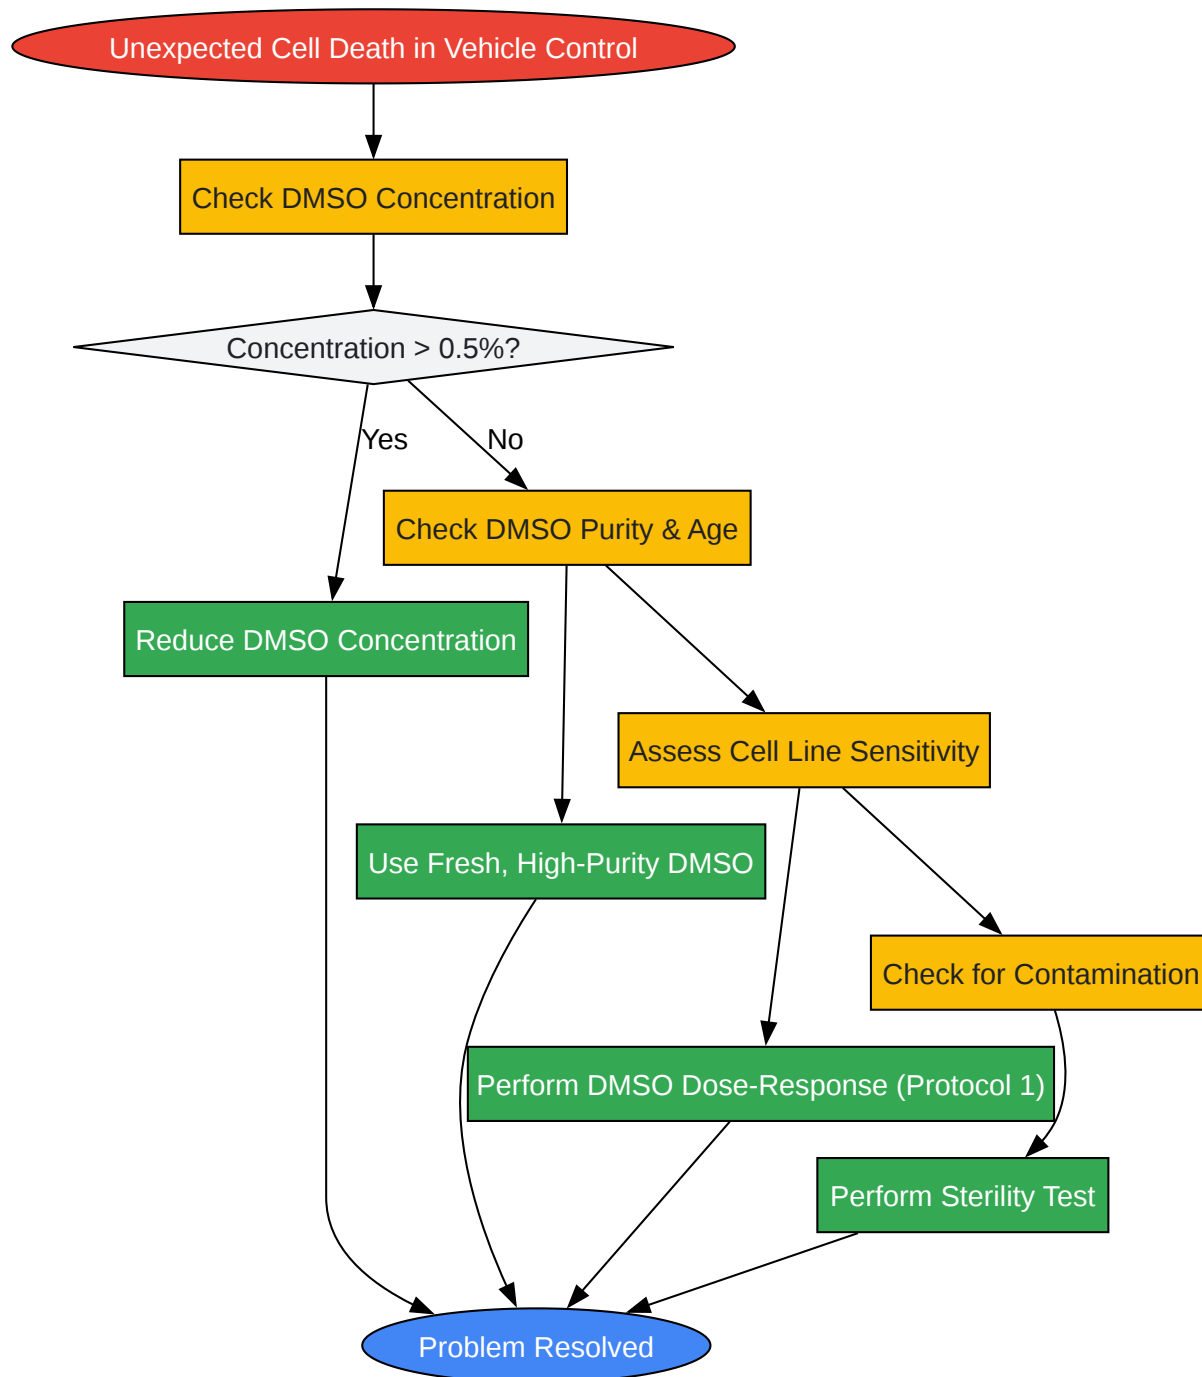 Unexpected Cell Death in Vehicle Control
Check DMSO Concentration
Concentration > 0.5%?
Yes
No
Check DMSO Purity & Age
Reduce DMSO Concentration
Assess Cell Line Sensitivity
Use Fresh, High-Purity DMSO
Check for Contamination
Perform DMSO Dose-Response (Protocol 1)
Perform Sterility Test
Problem Resolved